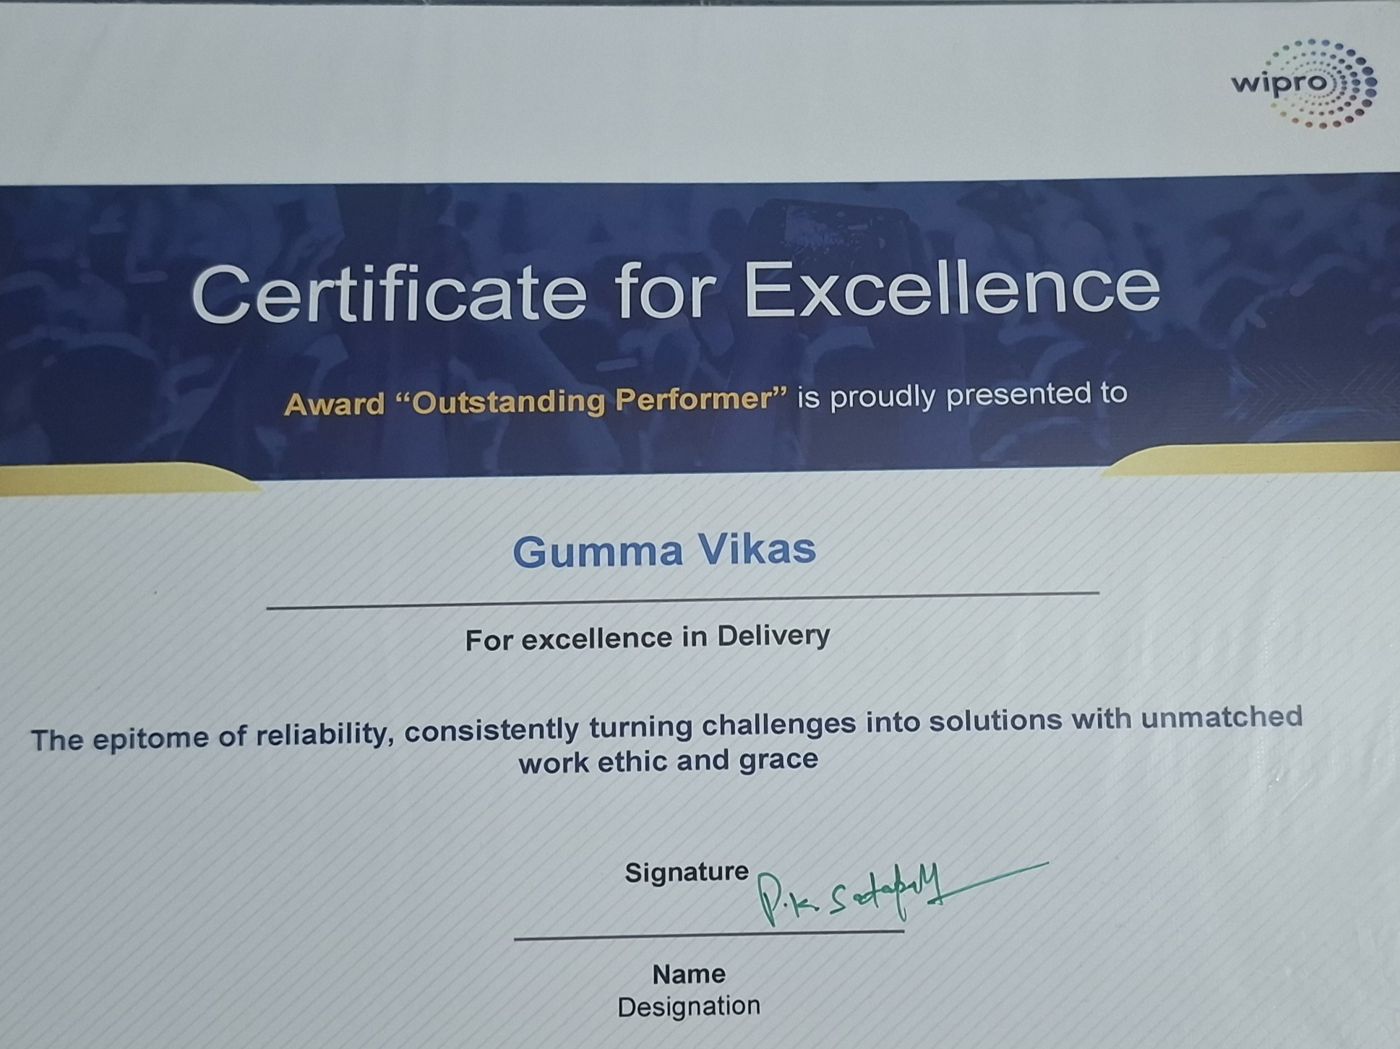 wipro
Certificate for Excellence
Award “Outstanding Performer” is proudly presented to
Gumma Vikas
For excellence in Delivery
The epitome of reliability, consistently turning challenges into solutions with unmatched
work ethic and grace
Signature P.K. Satapathy
Name
Designation